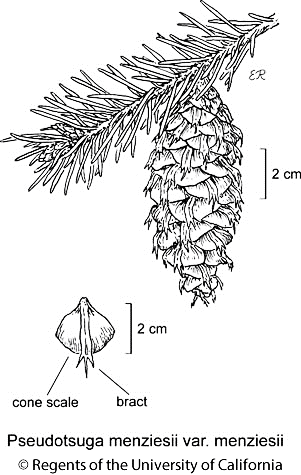 ER
2 cm
2 cm
cone scale bract
Pseudotsuga menziesii var. menziesii
© Regents of the University of California